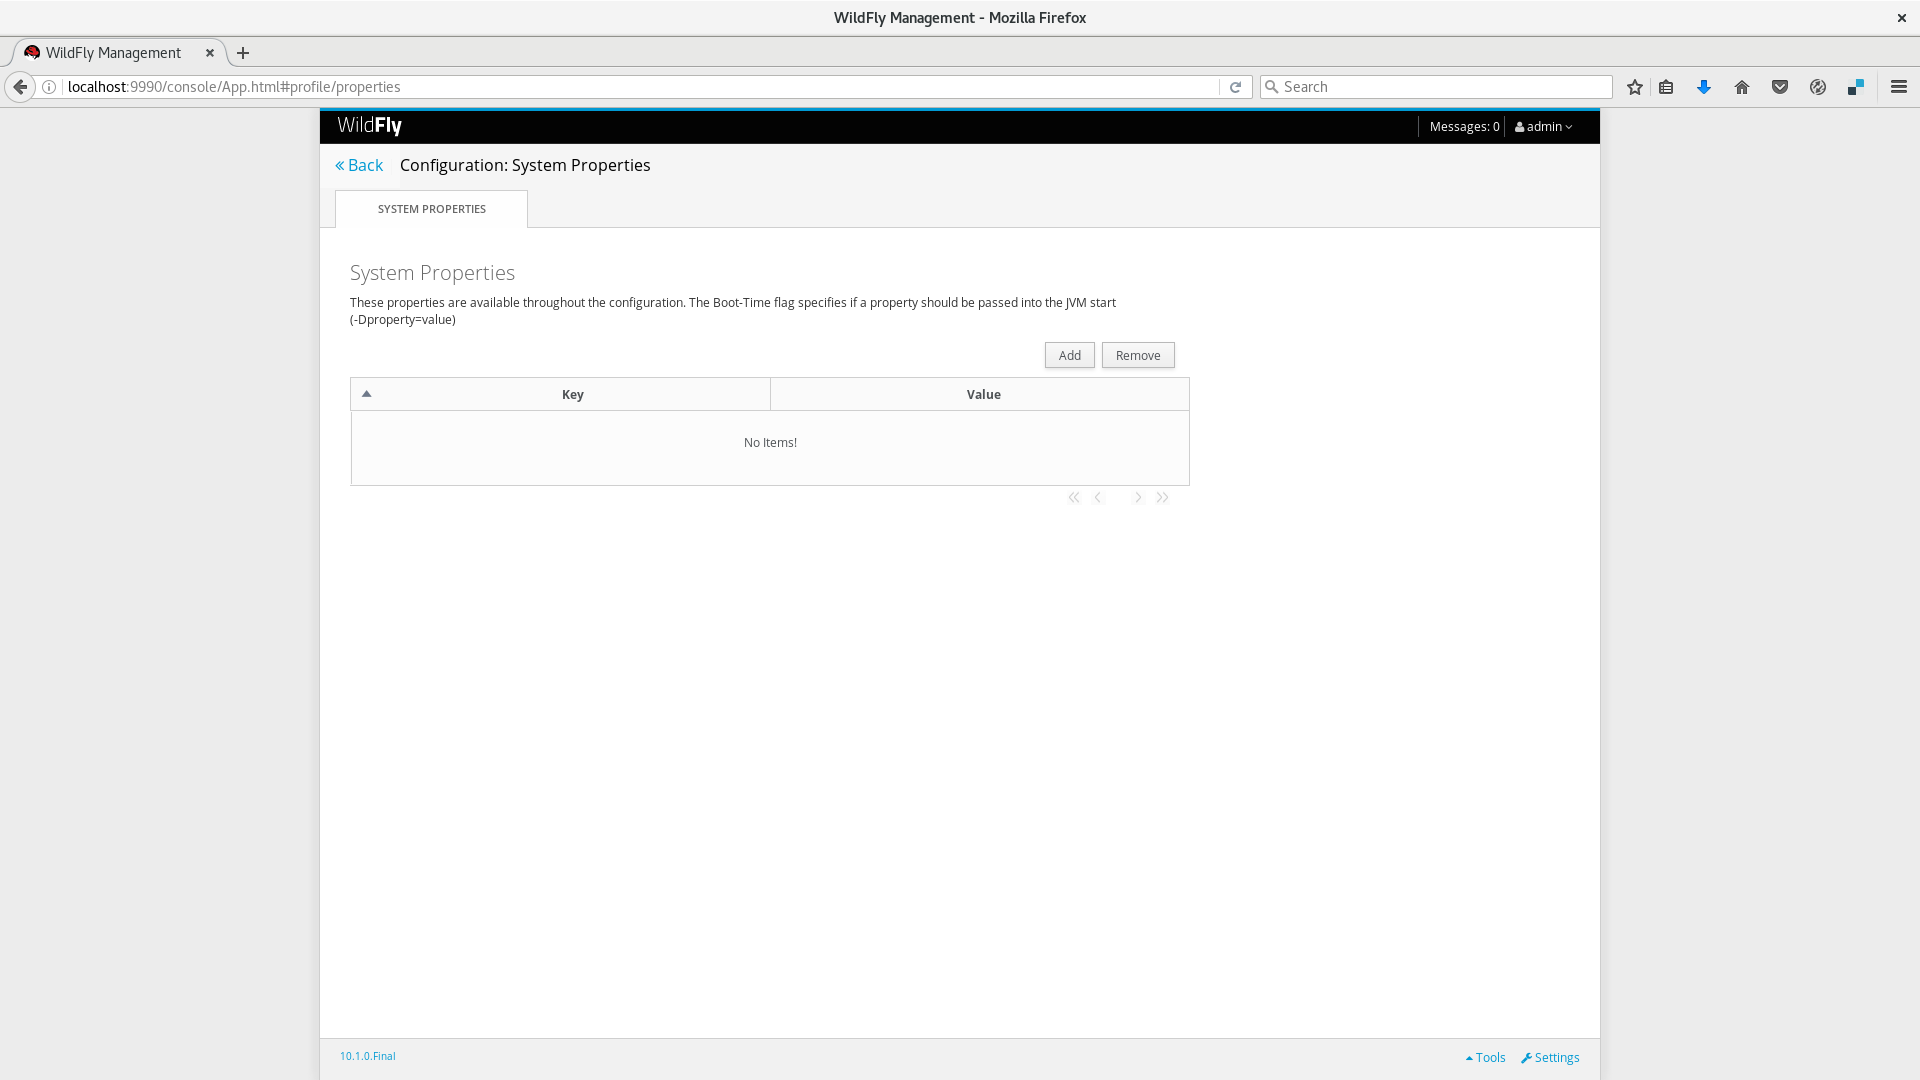 WildFly Management - Mozilla Firefox
WildFly Management
localhost:9990/console/App.html#profile/properties
Search
WildFly
Messages: 0
admin
« Back
Configuration: System Properties
SYSTEM PROPERTIES
System Properties
These properties are available throughout the configuration. The Boot-Time flag specifies if a property should be passed into the JVM start
(-Dproperty=value)
Add
Remove
Key
Value
No Items!
10.1.0.Final
Tools
Settings